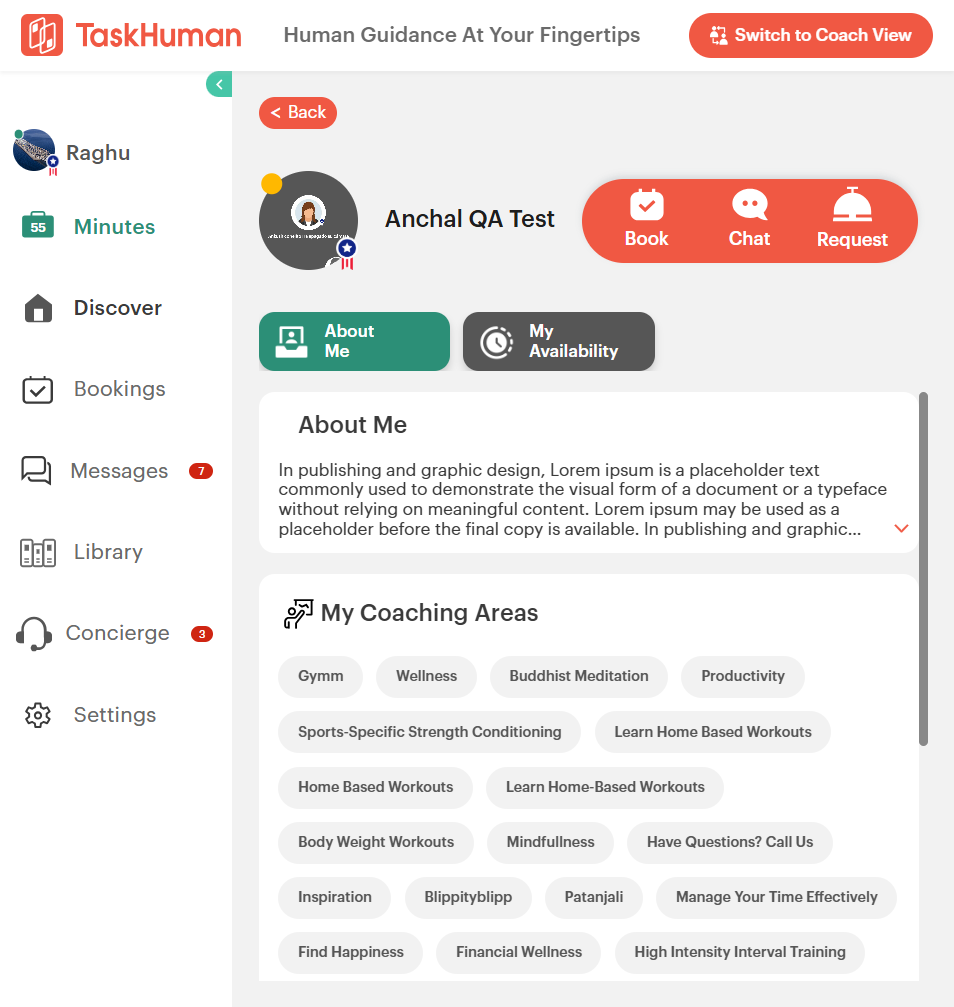 TaskHuman
Human Guidance At Your Fingertips
Switch to Coach View
< Back
Raghu
55
Minutes
Discover
Bookings
Messages
7
Library
Concierge
3
Settings
Anchal QA Test
Book
Chat
Request
About
Me
My
Availability
About Me
In publishing and graphic design, Lorem ipsum is a placeholder text
commonly used to demonstrate the visual form of a document or a typeface
without relying on meaningful content. Lorem ipsum may be used as a
placeholder before the final copy is available. In publishing and graphic...
My Coaching Areas
Gymm
Wellness
Buddhist Meditation
Productivity
Sports-Specific Strength Conditioning
Learn Home Based Workouts
Home Based Workouts
Learn Home-Based Workouts
Body Weight Workouts
Mindfullness
Have Questions? Call Us
Inspiration
Blippityblipp
Patanjali
Manage Your Time Effectively
Find Happiness
Financial Wellness
High Intensity Interval Training